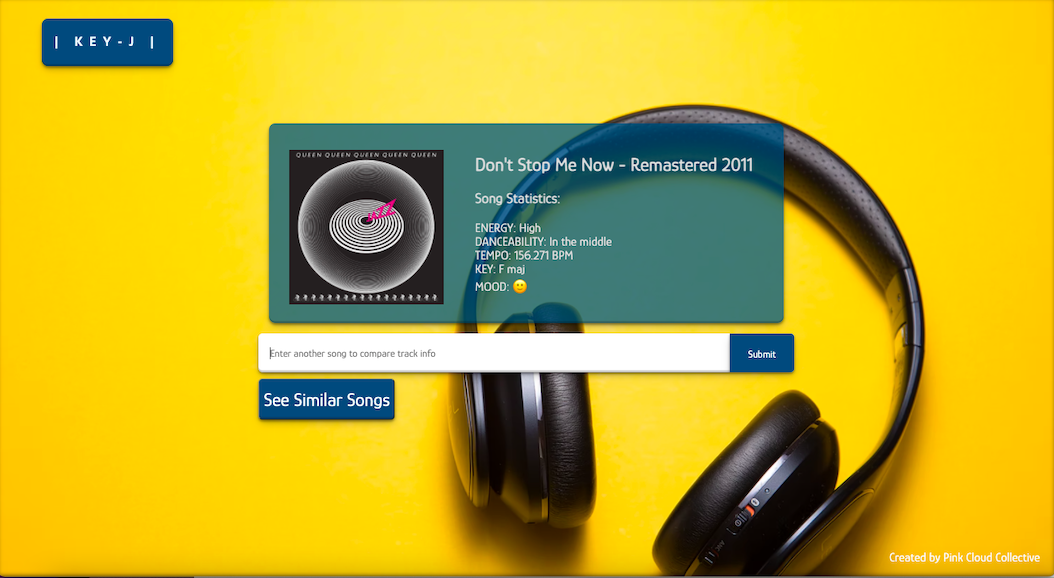 | KEY-J |
QUEEN QUEEN QUEEN QUEEN QUEEN
JAZZ
Don't Stop Me Now - Remastered 2011
Song Statistics:
ENERGY: High
DANCEABILITY: In the middle
TEMPO: 156.271 BPM
KEY: F maj
MOOD: 🙂
Enter another song to compare track info
Submit
See Similar Songs
Created by Pink Cloud Collective